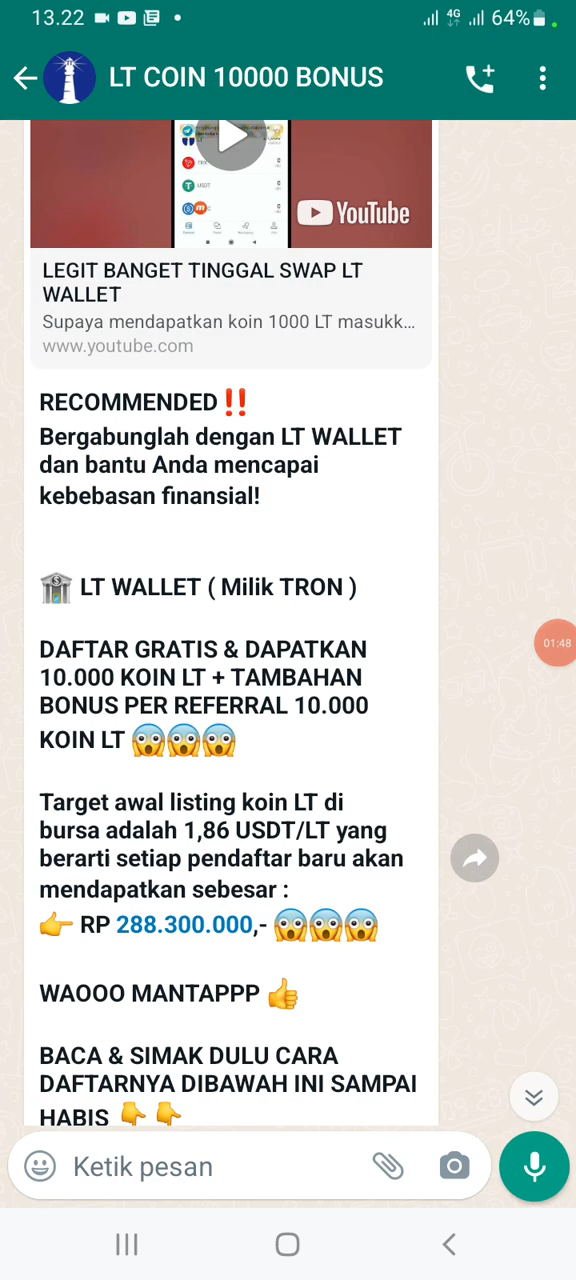 13.22
4G
64%
LT COIN 10000 BONUS
USDT
YouTube
LEGIT BANGET TINGGAL SWAP LT
WALLET
Supaya mendapatkan koin 1000 LT masukk...
www.youtube.com
RECOMMENDED‼️
Bergabunglah dengan LT WALLET
dan bantu Anda mencapai
kebebasan finansial!
🏦 LT WALLET ( Milik TRON )
DAFTAR GRATIS & DAPATKAN
10.000 KOIN LT + TAMBAHAN
BONUS PER REFERRAL 10.000
KOIN LT 😱😱😱
01:48
Target awal listing koin LT di
bursa adalah 1,86 USDT/LT yang
berarti setiap pendaftar baru akan
mendapatkan sebesar :
👉 RP 288.300.000,- 😱😱😱
WAOOO MANTAPPP 👍
BACA & SIMAK DULU CARA
DAFTARNYA DIBAWAH INI SAMPAI
HABIS 👇 👇
Ketik pesan